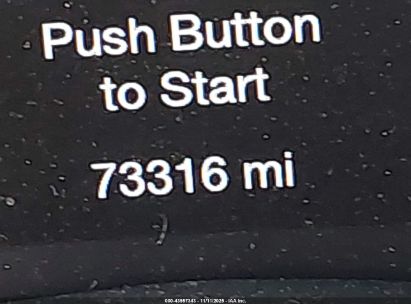 Push Button
to Start
73316 mi